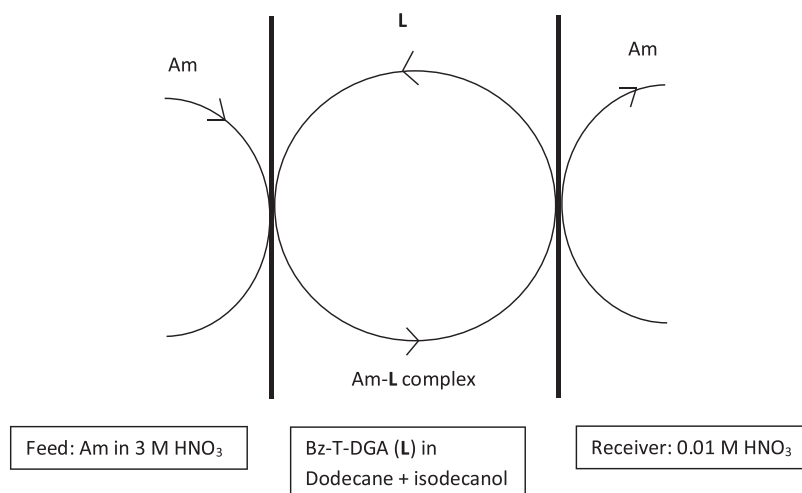 L
Am
Am
Am-L complex
Feed: Am in 3 M HNO₃
Bz-T-DGA (L) in
Dodecane + isodecanol
Receiver: 0.01 M HNO₃